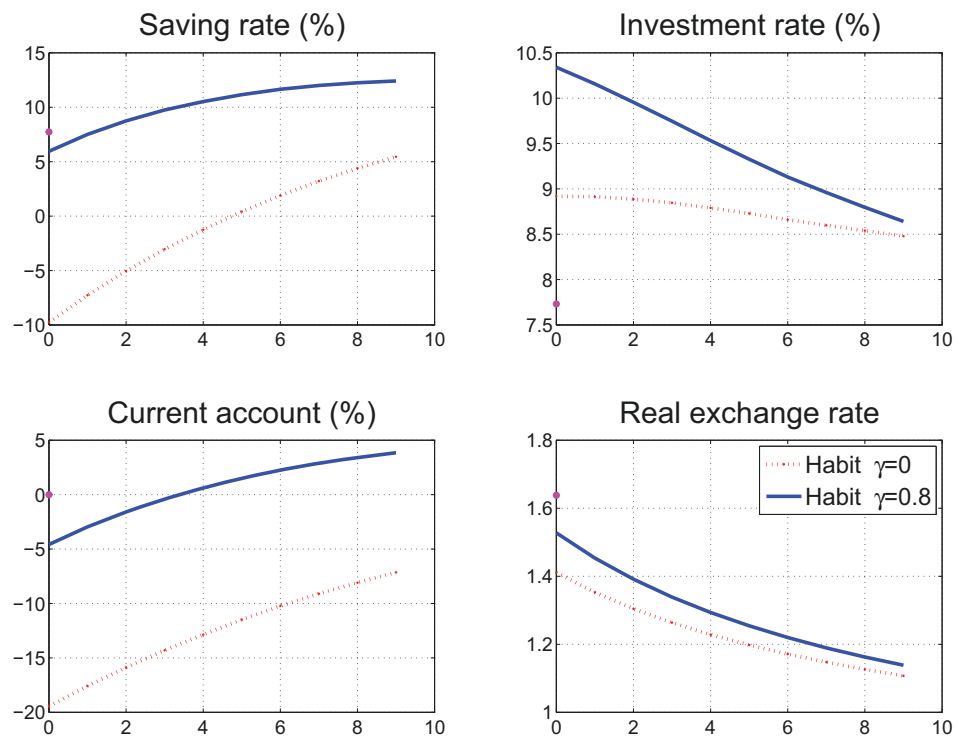 Saving rate (%)
15
10
5
0
−5
−10
0 2 4 6 8 10
Investment rate (%)
10.5
10
9.5
9
8.5
8
7.5
0 2 4 6 8 10
Current account (%)
5
0
−5
−10
−15
−20
0 2 4 6 8 10
Real exchange rate
1.8
1.6
1.4
1.2
1
0 2 4 6 8 10
Habit γ=0
Habit γ=0.8